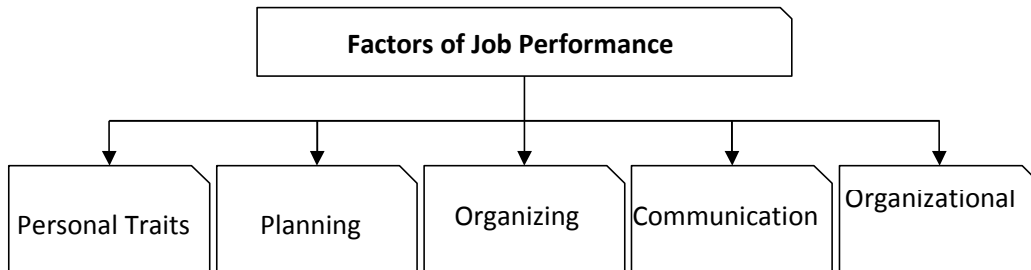 Factors of Job Performance
Personal Traits
Planning
Organizing
Communication
Organizational